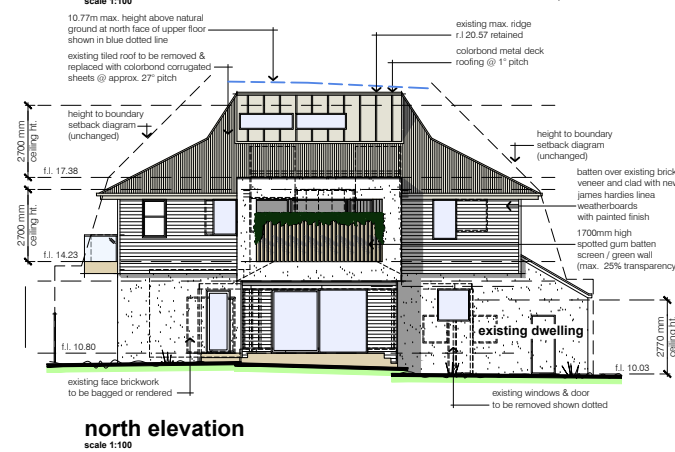 scale 1:100
10.77m max. height above natural
ground at north face of upper floor
shown in blue dotted line
existing tiled roof to be removed &
replaced with colorbond corrugated
sheets @ approx. 27° pitch
existing max. ridge
r.l 20.57 retained
colorbond metal deck
roofing @ 1° pitch
height to boundary
setback diagram
(unchanged)
height to boundary
setback diagram
(unchanged)
2700 mm
ceiling ht.
f.l. 17.38
batten over existing brick
veneer and clad with new
james hardies linea
weatherboards
with painted finish
2700 mm
ceiling ht.
f.l. 14.23
1700mm high
spotted gum batten
screen / green wall
(max. 25% transparency
existing dwelling
f.l. 10.80
2770 mm
ceiling ht.
f.l. 10.03
existing face brickwork
to be bagged or rendered
existing windows & door
to be removed shown dotted
north elevation
scale 1:100